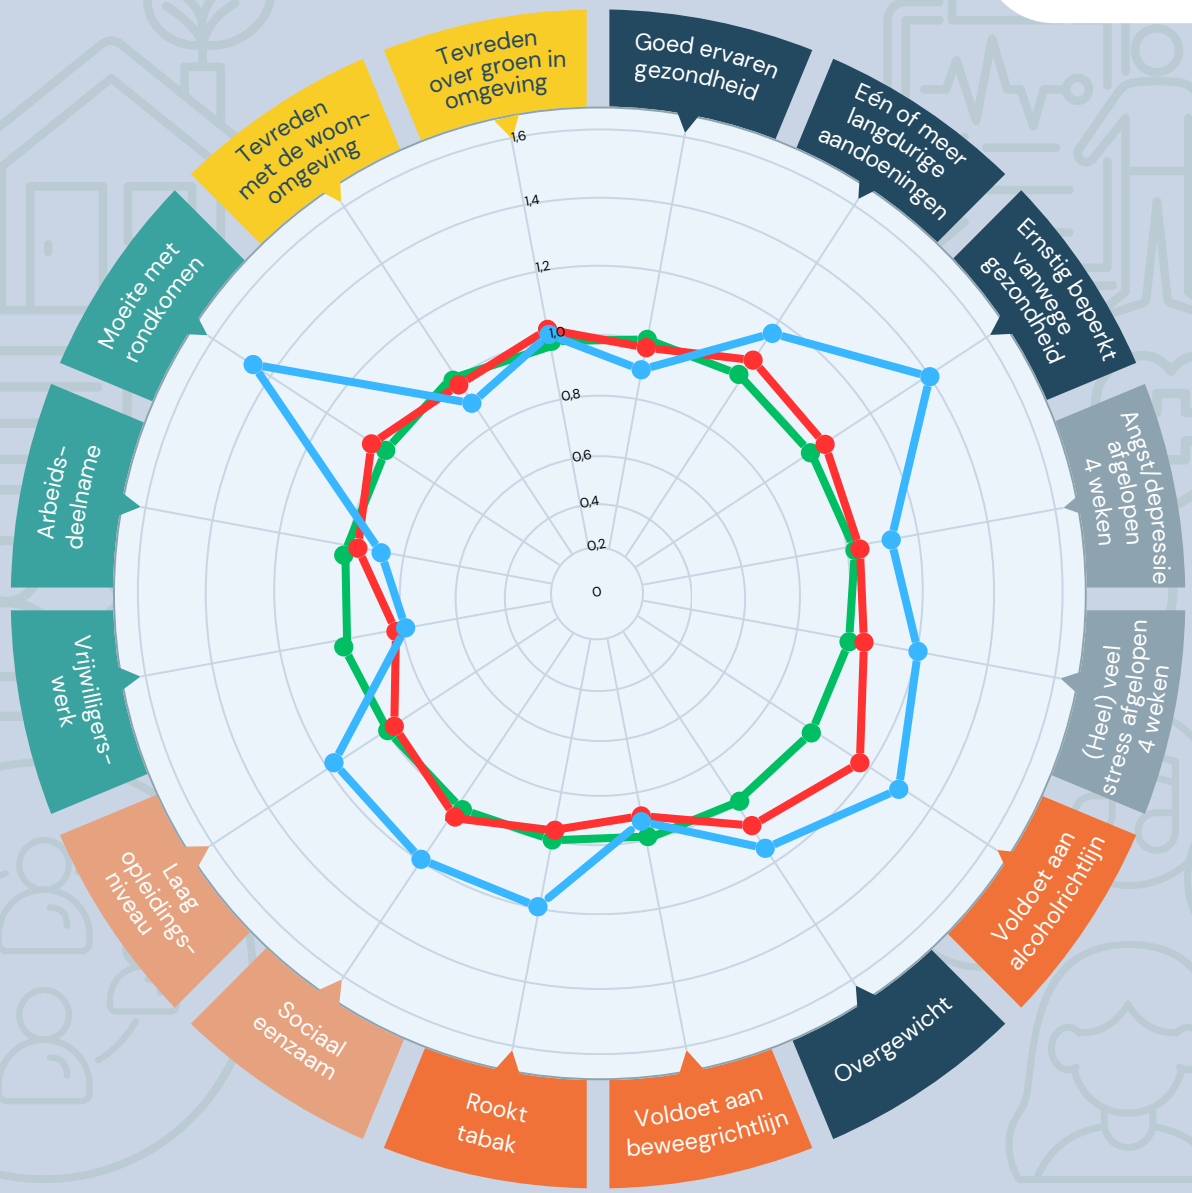 Goed ervaren
gezondheid
Eén of meer
langdurige
aandoeningen
Ernstig beperkt
vanwege
gezondheid
Angst/depressie
afgelopen
4 weken
(Heel) veel
stress afgelopen
4 weken
Voldoet aan
alcoholrichtlijn
Overgewicht
Voldoet aan
beweegrichtlijn
Rookt
tabak
Sociaal
eenzaam
Laag
opleidings-
niveau
Vrijwilligers-
werk
Arbeids-
deelname
Moeite met
rondkomen
Tevreden
met de woon-
omgeving
Tevreden
over groen in
omgeving
1,6
1,4
1,2
1,0
0,8
0,6
0,4
0,2
0